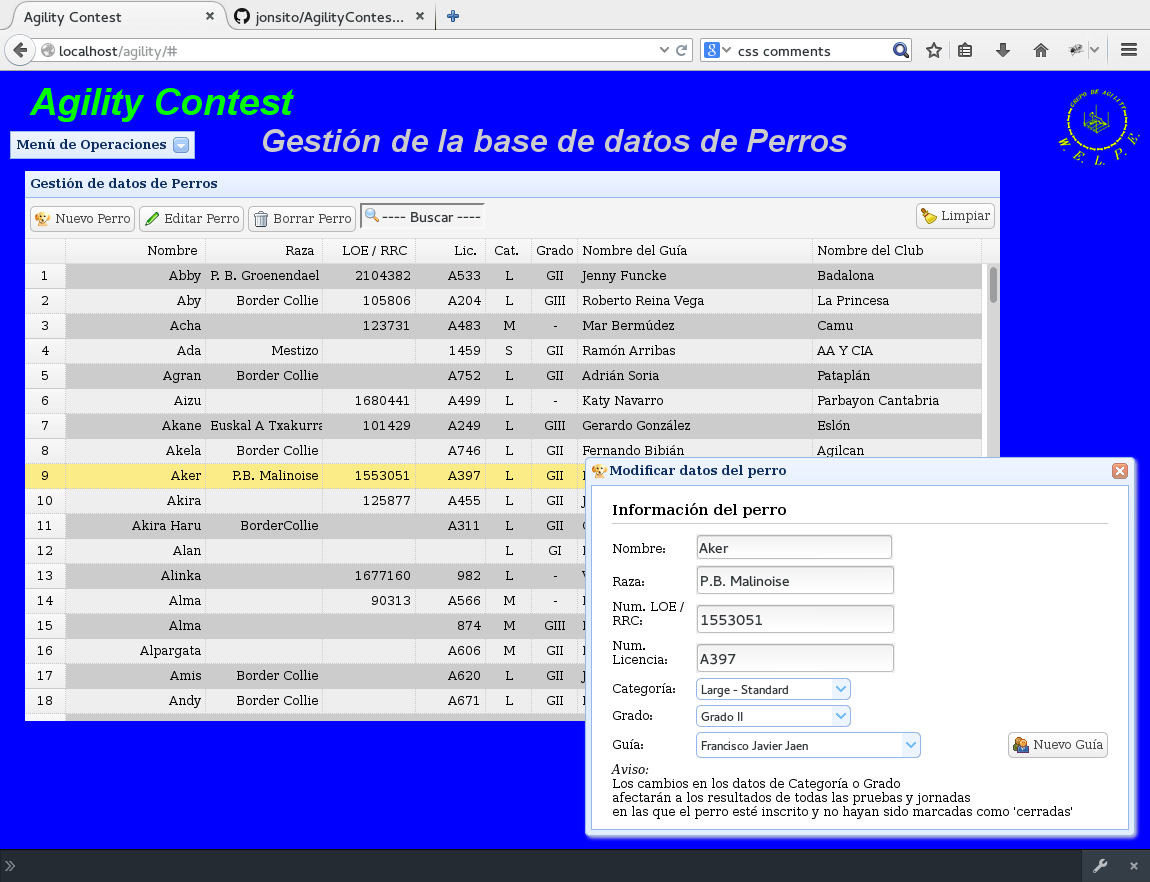 Agility Contest
jonsito/AgilityContes...
localhost/agility/#
css comments
Agility Contest
GRUPO DE AGILITY
W. E. L. P. E.
Menú de Operaciones
Gestión de la base de datos de Perros
Gestión de datos de Perros
Nuevo Perro Editar Perro Borrar Perro ---- Buscar ---- Limpiar
Nombre Raza LOE / RRC Lic. Cat. Grado Nombre del Guía Nombre del Club
1 Abby P. B. Groenendael 2104382 A533 L GII Jenny Funcke Badalona
2 Aby Border Collie 105806 A204 L GIII Roberto Reina Vega La Princesa
3 Acha 123731 A483 M - Mar Bermúdez Camu
4 Ada Mestizo 1459 S GII Ramón Arribas AA Y CIA
5 Agran Border Collie A752 L GII Adrián Soria Pataplán
6 Aizu 1680441 A499 L - Katy Navarro Parbayon Cantabria
7 Akane Euskal A Txakurra 101429 A249 L GIII Gerardo González Eslón
8 Akela Border Collie A746 L GII Fernando Bibián Agilcan
9 Aker P.B. Malinoise 1553051 A397 L GII
10 Akira 125877 A455 L GII
11 Akira Haru BorderCollie A311 L GII
12 Alan L GI
13 Alinka 1677160 982 L -
14 Alma 90313 A566 M -
15 Alma 874 M GIII
16 Alpargata A606 M GII
17 Amis Border Collie A620 L GII
18 Andy Border Collie A671 L GII
Modificar datos del perro
Información del perro
Nombre: Aker
Raza: P.B. Malinoise
Num. LOE /
RRC: 1553051
Num.
Licencia: A397
Categoría: Large - Standard
Grado: Grado II
Guía: Francisco Javier Jaen Nuevo Guía
Aviso:
Los cambios en los datos de Categoría o Grado
afectarán a los resultados de todas las pruebas y jornadas
en las que el perro esté inscrito y no hayan sido marcadas como 'cerradas'